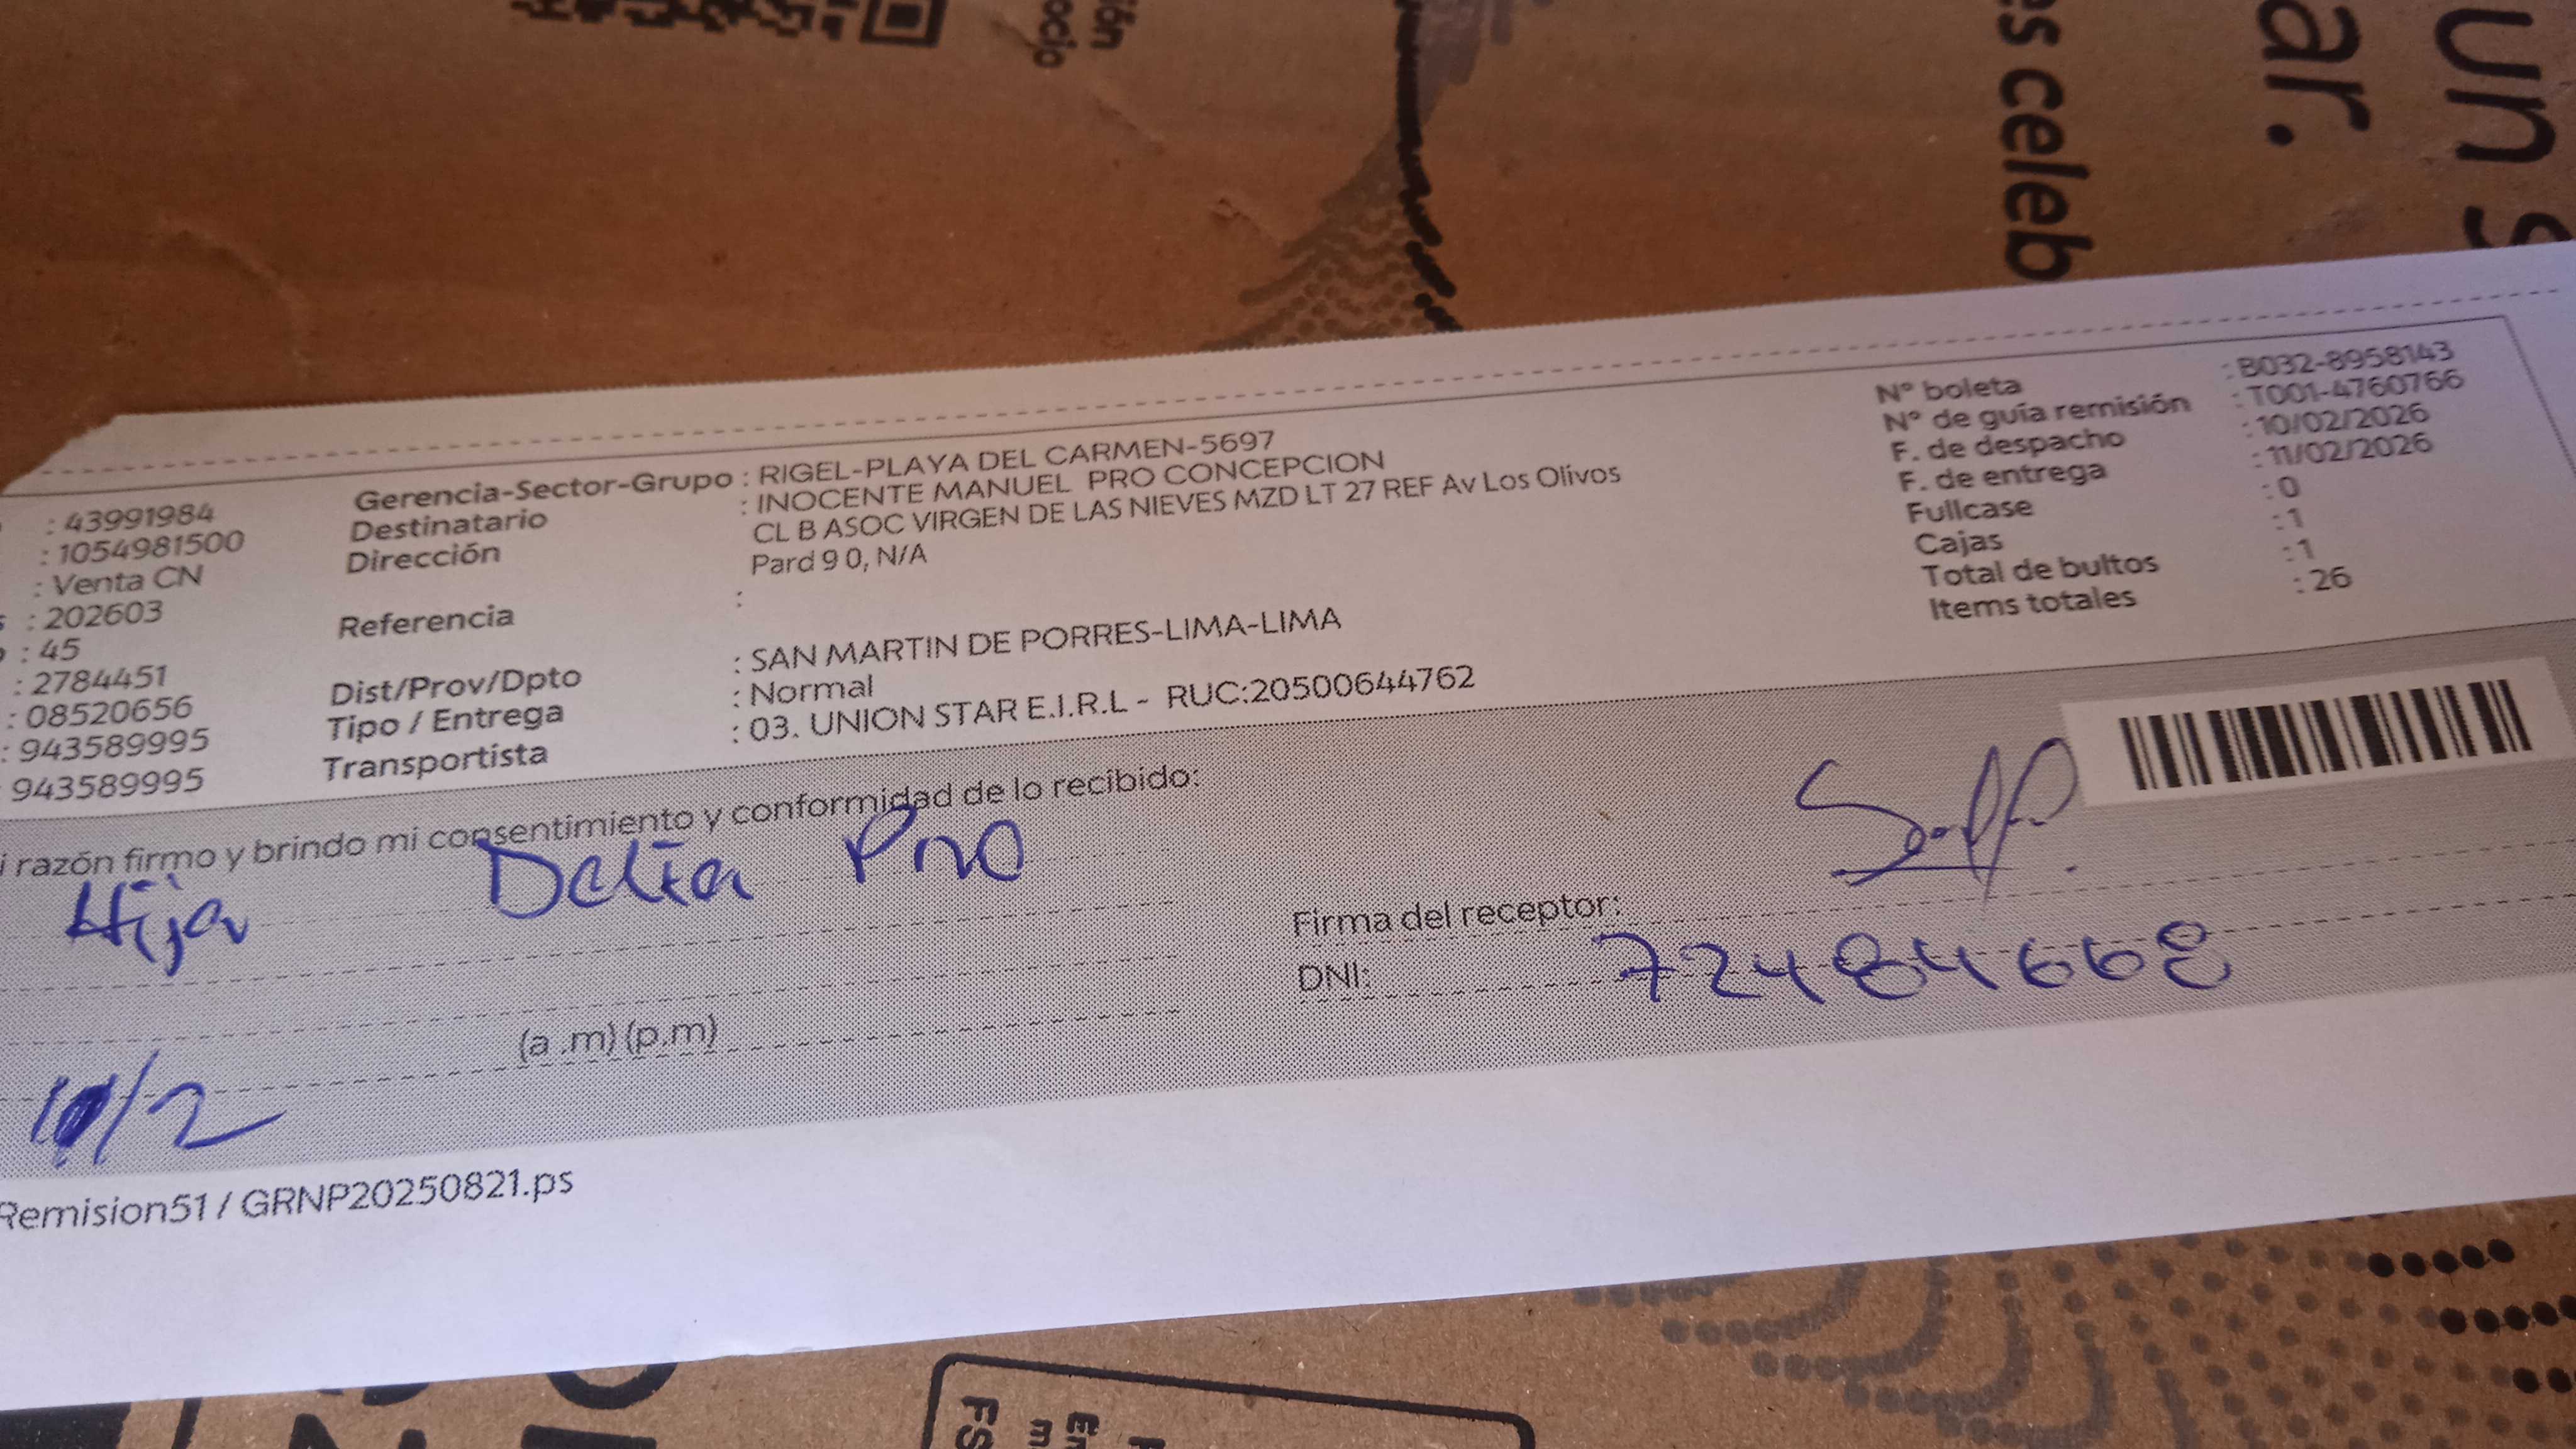 ión
ocio
es celeb
ar.
un s
: 43991984
: 1054981500
: Venta CN
: 202603
: 45
: 2784451
: 08520656
: 943589995
: 943589995
Gerencia-Sector-Grupo : RIGEL-PLAYA DEL CARMEN-5697
Destinatario : INOCENTE MANUEL PRO CONCEPCION
Dirección CL B ASOC VIRGEN DE LAS NIEVES MZD LT 27 REF Av Los Olivos
Pard 9 0, N/A
Referencia :
Dist/Prov/Dpto : SAN MARTIN DE PORRES-LIMA-LIMA
Tipo / Entrega : Normal
Transportista : 03. UNION STAR E.I.R.L - RUC:20500644762
N° boleta : B032-8958143
N° de guía remisión : T001-4760766
F. de despacho : 10/02/2026
F. de entrega : 11/02/2026
Fullcase : 0
Cajas : 1
Total de bultos : 1
Items totales : 26
i razón firmo y brindo mi consentimiento y conformidad de lo recibido:
Hija Delia Pro
Firma del receptor:
DNI: 72484668
(a .m) (p.m)
/2
Remision51 / GRNP20250821.ps